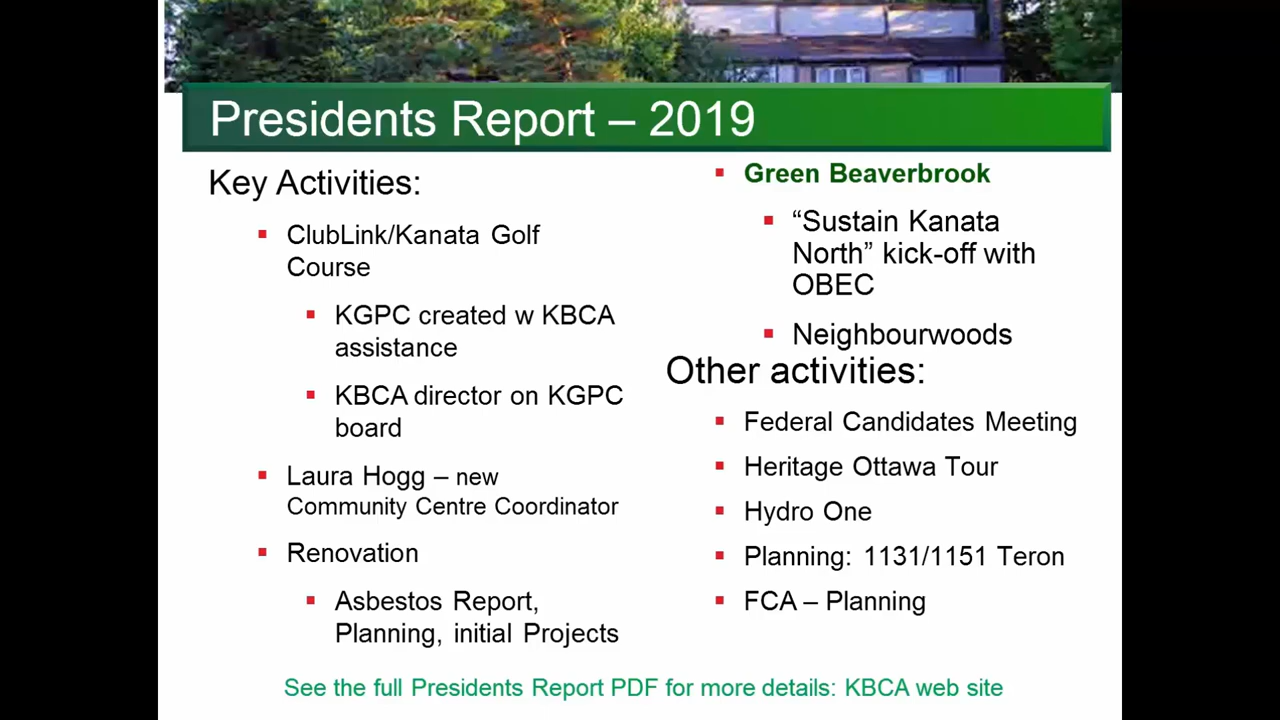 Presidents Report – 2019
Key Activities:
ClubLink/Kanata Golf
Course
KGPC created w KBCA
assistance
KBCA director on KGPC
board
Laura Hogg – new
Community Centre Coordinator
Renovation
Asbestos Report,
Planning, initial Projects
Green Beaverbrook
“Sustain Kanata
North” kick-off with
OBEC
Neighbourwoods
Other activities:
Federal Candidates Meeting
Heritage Ottawa Tour
Hydro One
Planning: 1131/1151 Teron
FCA – Planning
See the full Presidents Report PDF for more details: KBCA web site